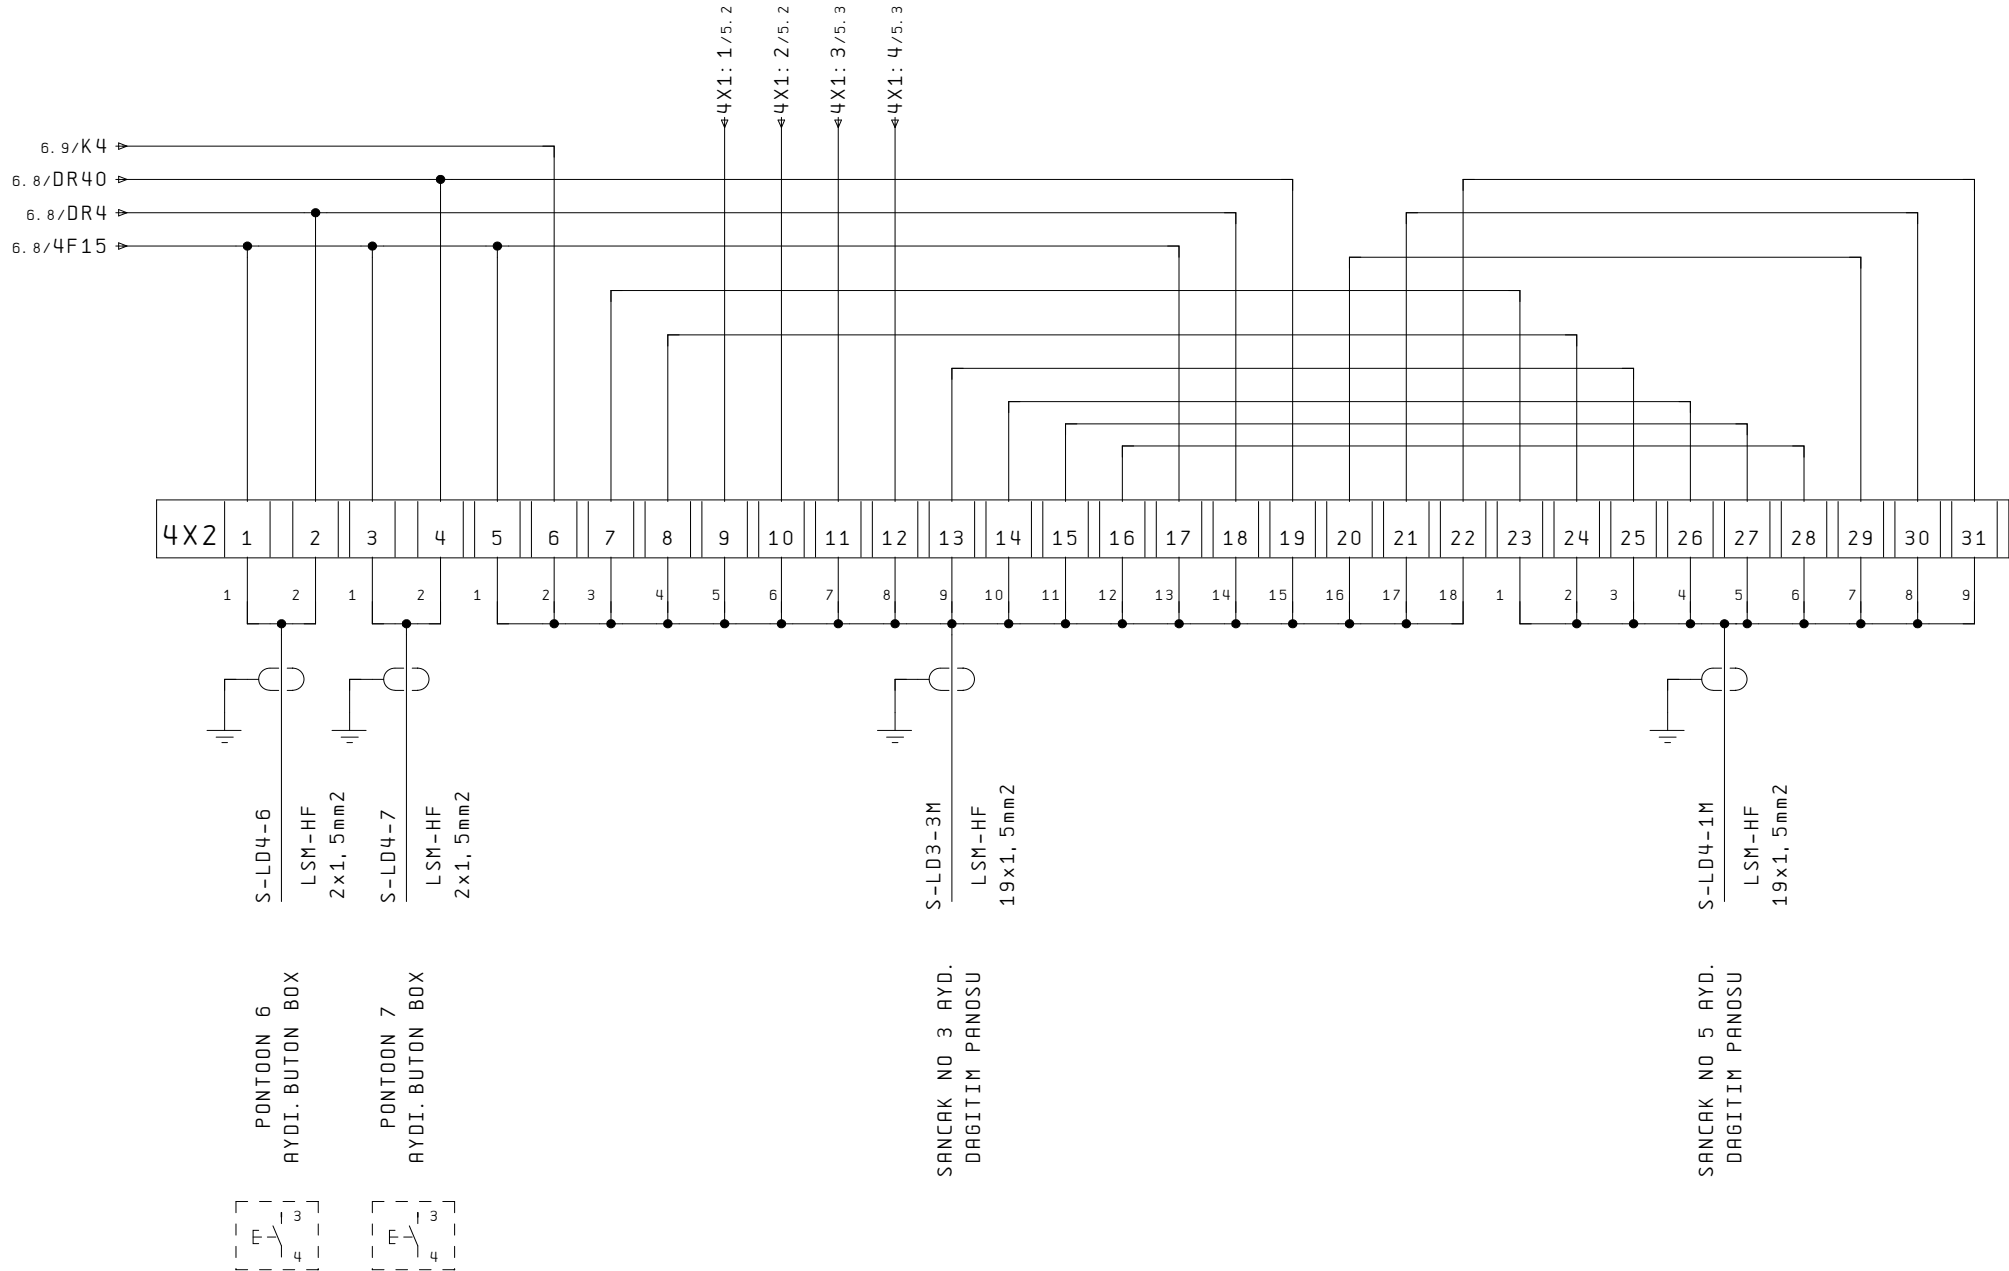 4X1:1/5.2
4X1:2/5.2
4X1:3/5.3
4X1:4/5.3
6.9/K4
6.8/DR40
6.8/DR4
6.8/4F15
4X2 1 2 3 4 5 6 7 8 9 10 11 12 13 14 15 16 17 18 19 20 21 22 23 24 25 26 27 28 29 30 31
1 2 1 2 1 2 3 4 5 6 7 8 9 10 11 12 13 14 15 16 17 18 1 2 3 4 5 6 7 8 9
S-LD4-6
LSM-HF
2x1,5mm2
S-LD4-7
LSM-HF
2x1,5mm2
S-LD3-3M
LSM-HF
19x1,5mm2
S-LD4-1M
LSM-HF
19x1,5mm2
PONTOON 6
AYDI.BUTON BOX
PONTOON 7
AYDI.BUTON BOX
SANCAK NO 3 AYD.
DAGITIM PANOSU
SANCAK NO 5 AYD.
DAGITIM PANOSU
3
4
3
4